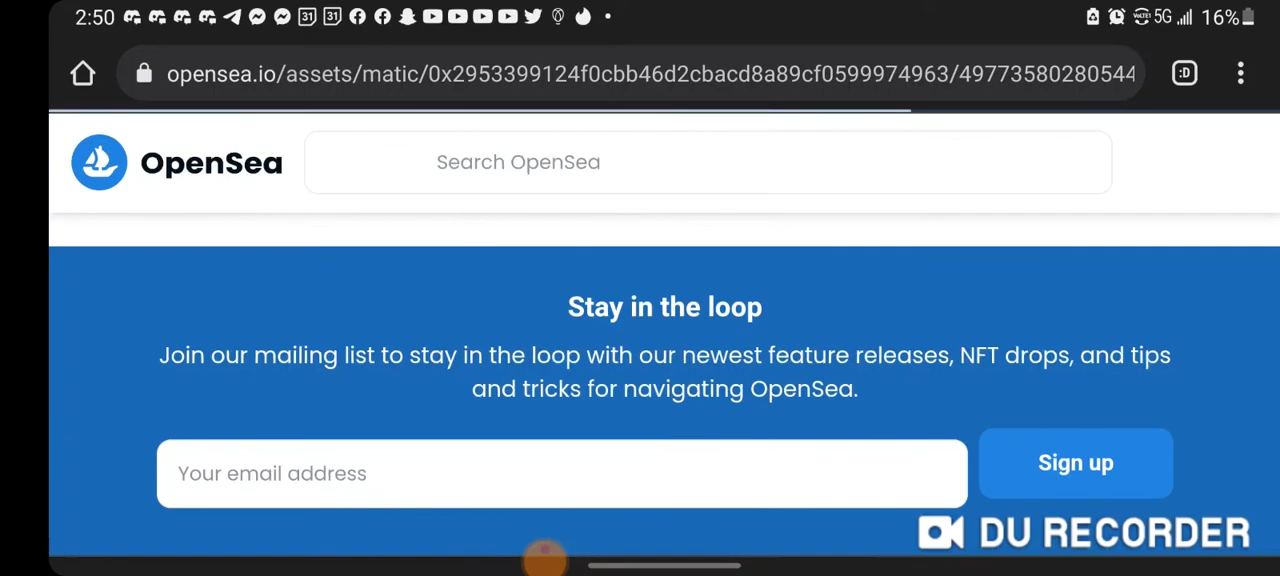 2:50 31 31 5G 16%
opensea.io/assets/matic/0x2953399124f0cbb46d2cbacd8a89cf0599974963/49773580280544 :D
OpenSea Search OpenSea
Stay in the loop
Join our mailing list to stay in the loop with our newest feature releases, NFT drops, and tips
and tricks for navigating OpenSea.
Your email address Sign up
DU RECORDER